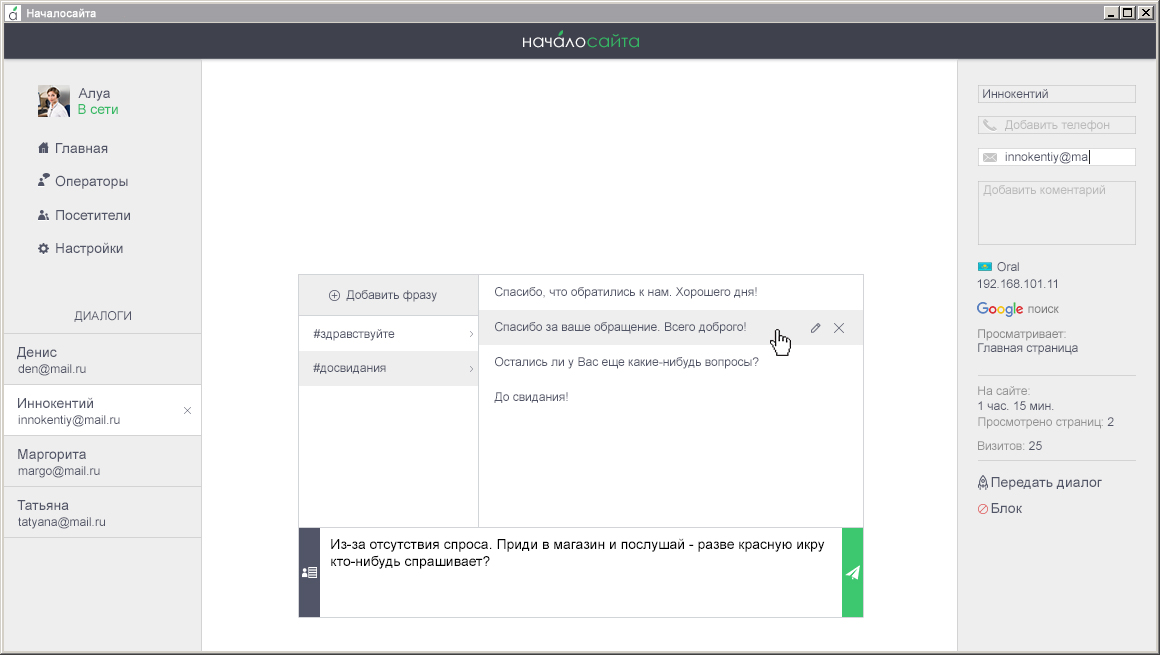 Началосайта
началосайта
Алуа
В сети
Главная
Операторы
Посетители
Настройки
ДИАЛОГИ
Денис
den@mail.ru
Иннокентий
innokentiy@mail.ru
Маргорита
margo@mail.ru
Татьяна
tatyana@mail.ru
Добавить фразу
#здравствуйте
#досвидания
Спасибо, что обратились к нам. Хорошего дня!
Спасибо за ваше обращение. Всего доброго!
Остались ли у Вас еще какие-нибудь вопросы?
До свидания!
Из-за отсутствия спроса. Приди в магазин и послушай - разве красную икру
кто-нибудь спрашивает?
Иннокентий
Добавить телефон
innokentiy@ma
Добавить коментарий
Oral
192.168.101.11
Google поиск
Просматривает:
Главная страница
На сайте:
1 час. 15 мин.
Просмотрено страниц: 2
Визитов: 25
Передать диалог
Блок